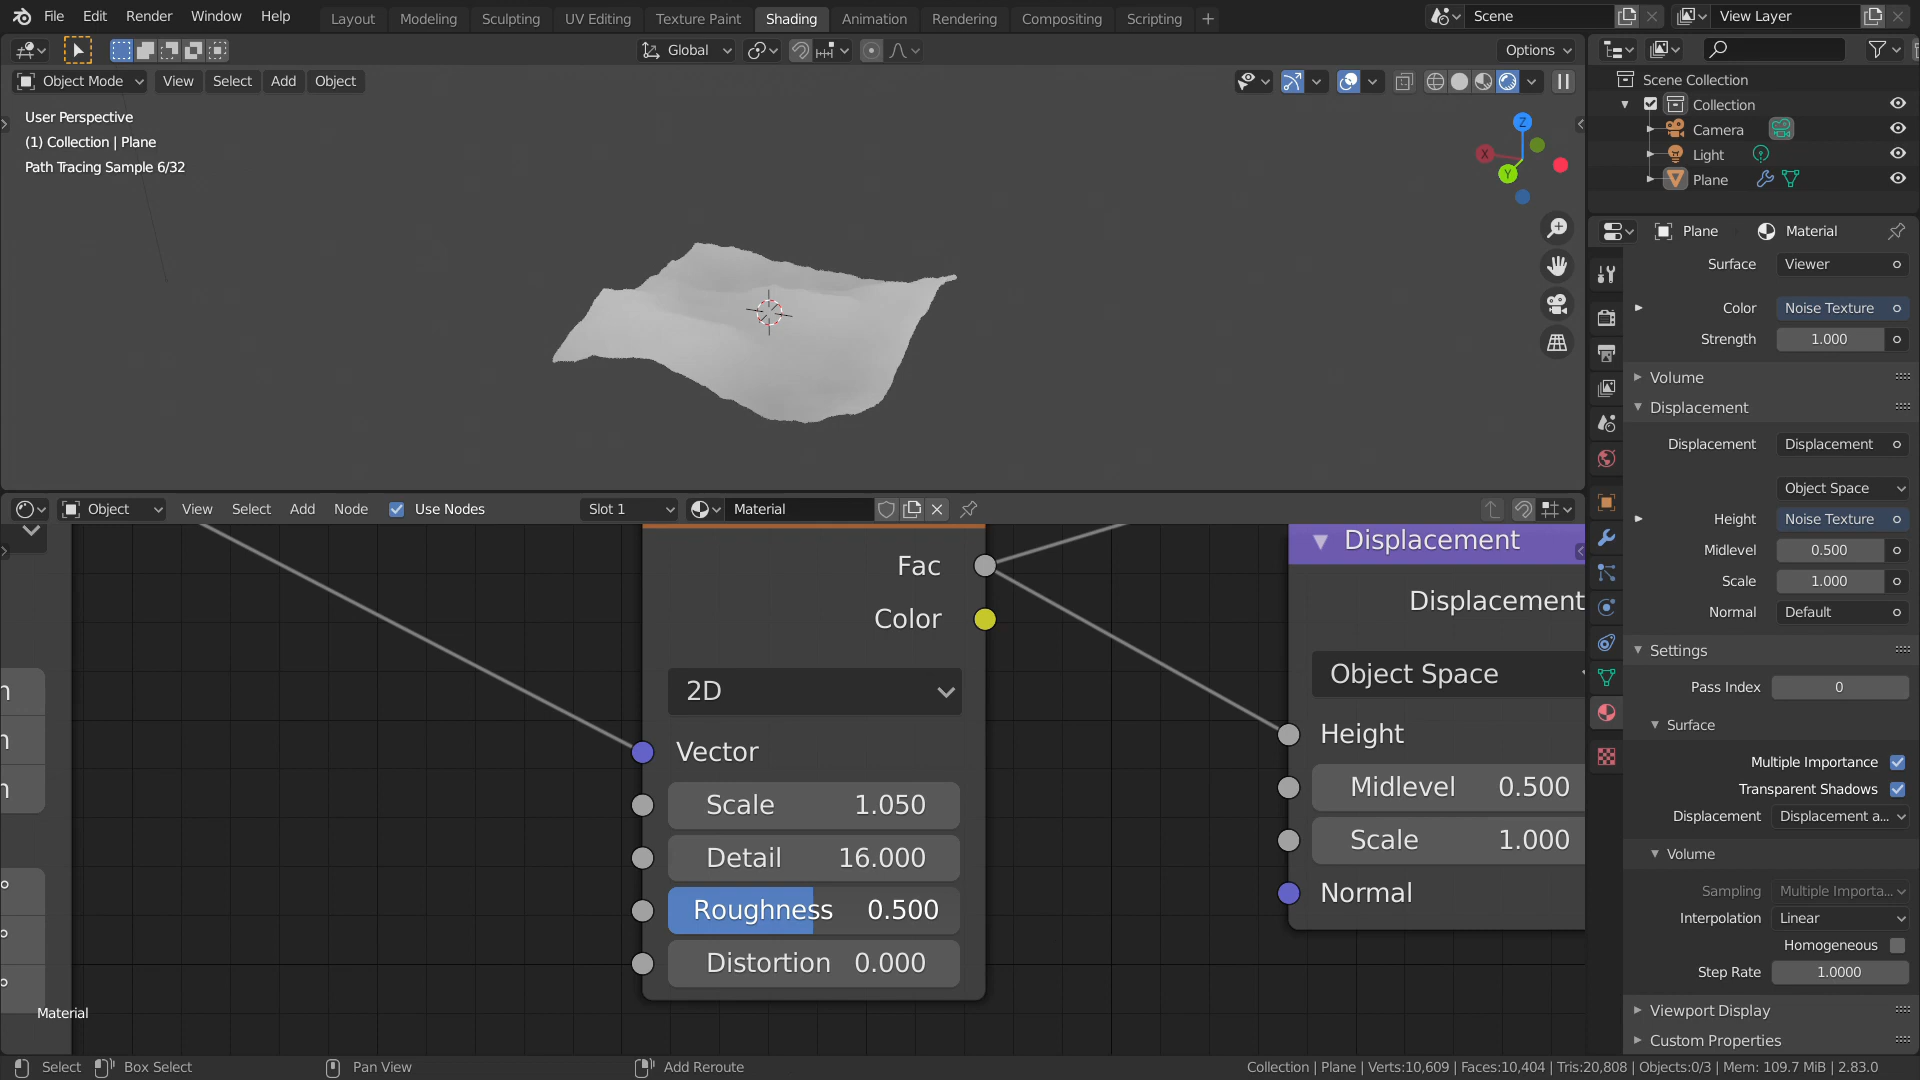 File Edit Render Window Help Layout Modeling Sculpting UV Editing Texture Paint Shading Animation Rendering Compositing Scripting + Scene View Layer
Global Options
Object Mode View Select Add Object
User Perspective
(1) Collection | Plane
Path Tracing Sample 6/32
Z
X
Y
Scene Collection
Collection
Camera
Light
Plane
Plane Material
Surface Viewer
Color Noise Texture
Strength 1.000
Volume
Displacement
Displacement Displacement
Object Space
Height Noise Texture
Midlevel 0.500
Scale 1.000
Normal Default
Settings
Pass Index 0
Surface
Multiple Importance
Transparent Shadows
Displacement Displacement a...
Volume
Sampling Multiple Importa...
Interpolation Linear
Homogeneous
Step Rate 1.0000
Viewport Display
Custom Properties
Object View Select Add Node Use Nodes Slot 1 Material
Fac
Color
2D
Vector
Scale 1.050
Detail 16.000
Roughness 0.500
Distortion 0.000
Displacement
Displacement
Object Space
Height
Midlevel 0.500
Scale 1.000
Normal
Material
Select Box Select Pan View Add Reroute Collection | Plane | Verts:10,609 | Faces:10,404 | Tris:20,808 | Objects:0/3 | Mem: 109.7 MiB | 2.83.0